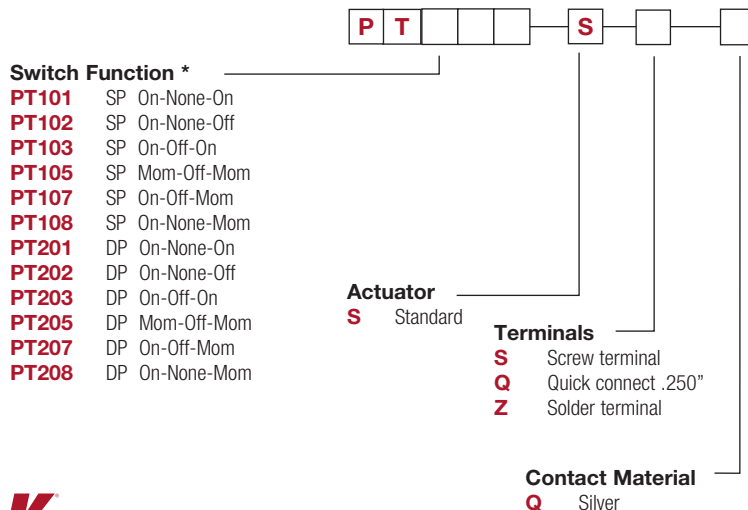 P T S
Switch Function *
PT101 SP On-None-On
PT102 SP On-None-Off
PT103 SP On-Off-On
PT105 SP Mom-Off-Mom
PT107 SP On-Off-Mom
PT108 SP On-None-Mom
PT201 DP On-None-On
PT202 DP On-None-Off
PT203 DP On-Off-On
PT205 DP Mom-Off-Mom
PT207 DP On-Off-Mom
PT208 DP On-None-Mom
Actuator
S Standard
Terminals
S Screw terminal
Q Quick connect .250”
Z Solder terminal
Contact Material
Q Silver